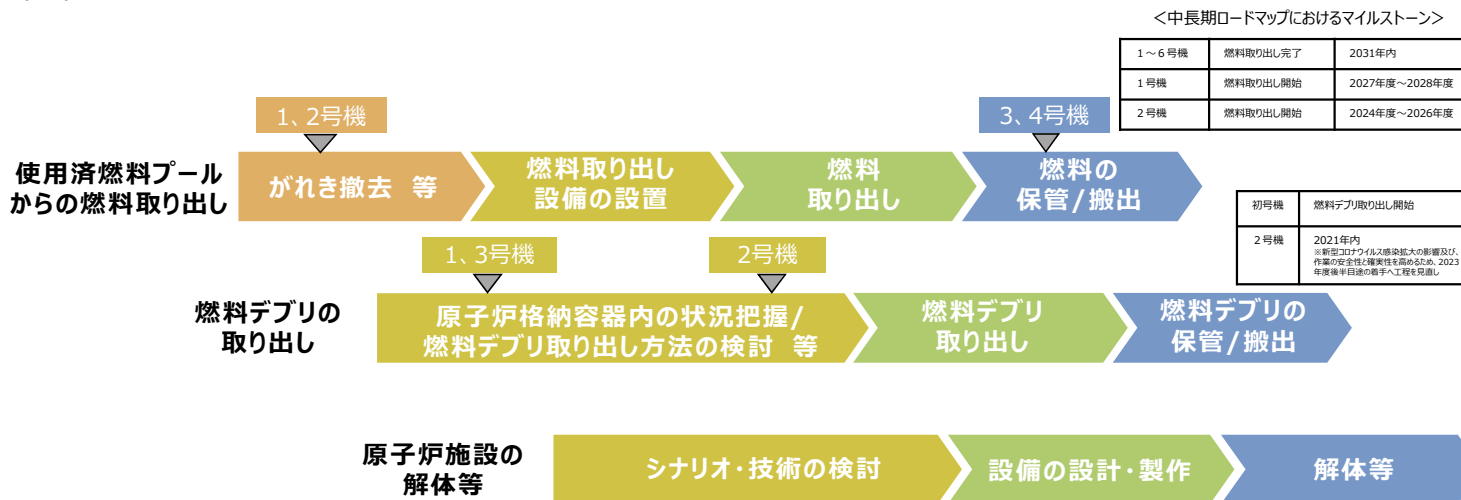 ＜中長期ロードマップにおけるマイルストーン＞
1～6号機 燃料取り出し完了 2031年内
1号機 燃料取り出し開始 2027年度～2028年度
2号機 燃料取り出し開始 2024年度～2026年度
1、2号機
3、4号機
使用済燃料プール
からの燃料取り出し
がれき撤去 等
燃料取り出し
設備の設置
燃料
取り出し
燃料の
保管/搬出
初号機 燃料デブリ取り出し開始
2号機 2021年内
※新型コロナウイルス感染拡大の影響及び、
作業の安全性と確実性を高めるため、2023
年度後半目途の着手へ工程を見直し
1、3号機
2号機
燃料デブリの
取り出し
原子炉格納容器内の状況把握/
燃料デブリ取り出し方法の検討 等
燃料デブリ
取り出し
燃料デブリの
保管/搬出
原子炉施設の
解体等
シナリオ・技術の検討
設備の設計・製作
解体等